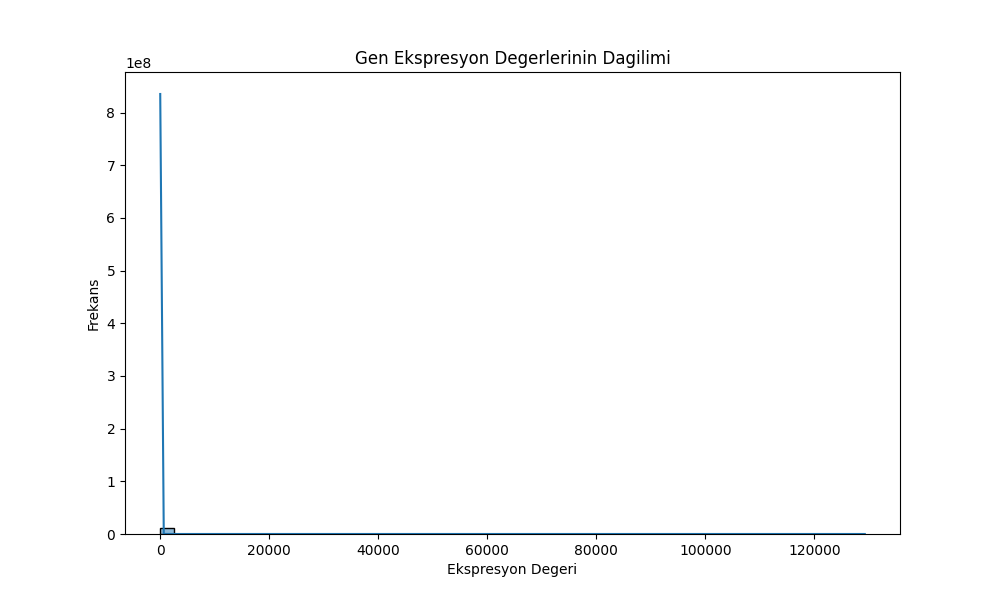 Gen Ekspresyon Degerlerinin Dagilimi
1e8
8
7
6
5
4
3
2
1
0
Frekans
0 20000 40000 60000 80000 100000 120000
Ekspresyon Degeri